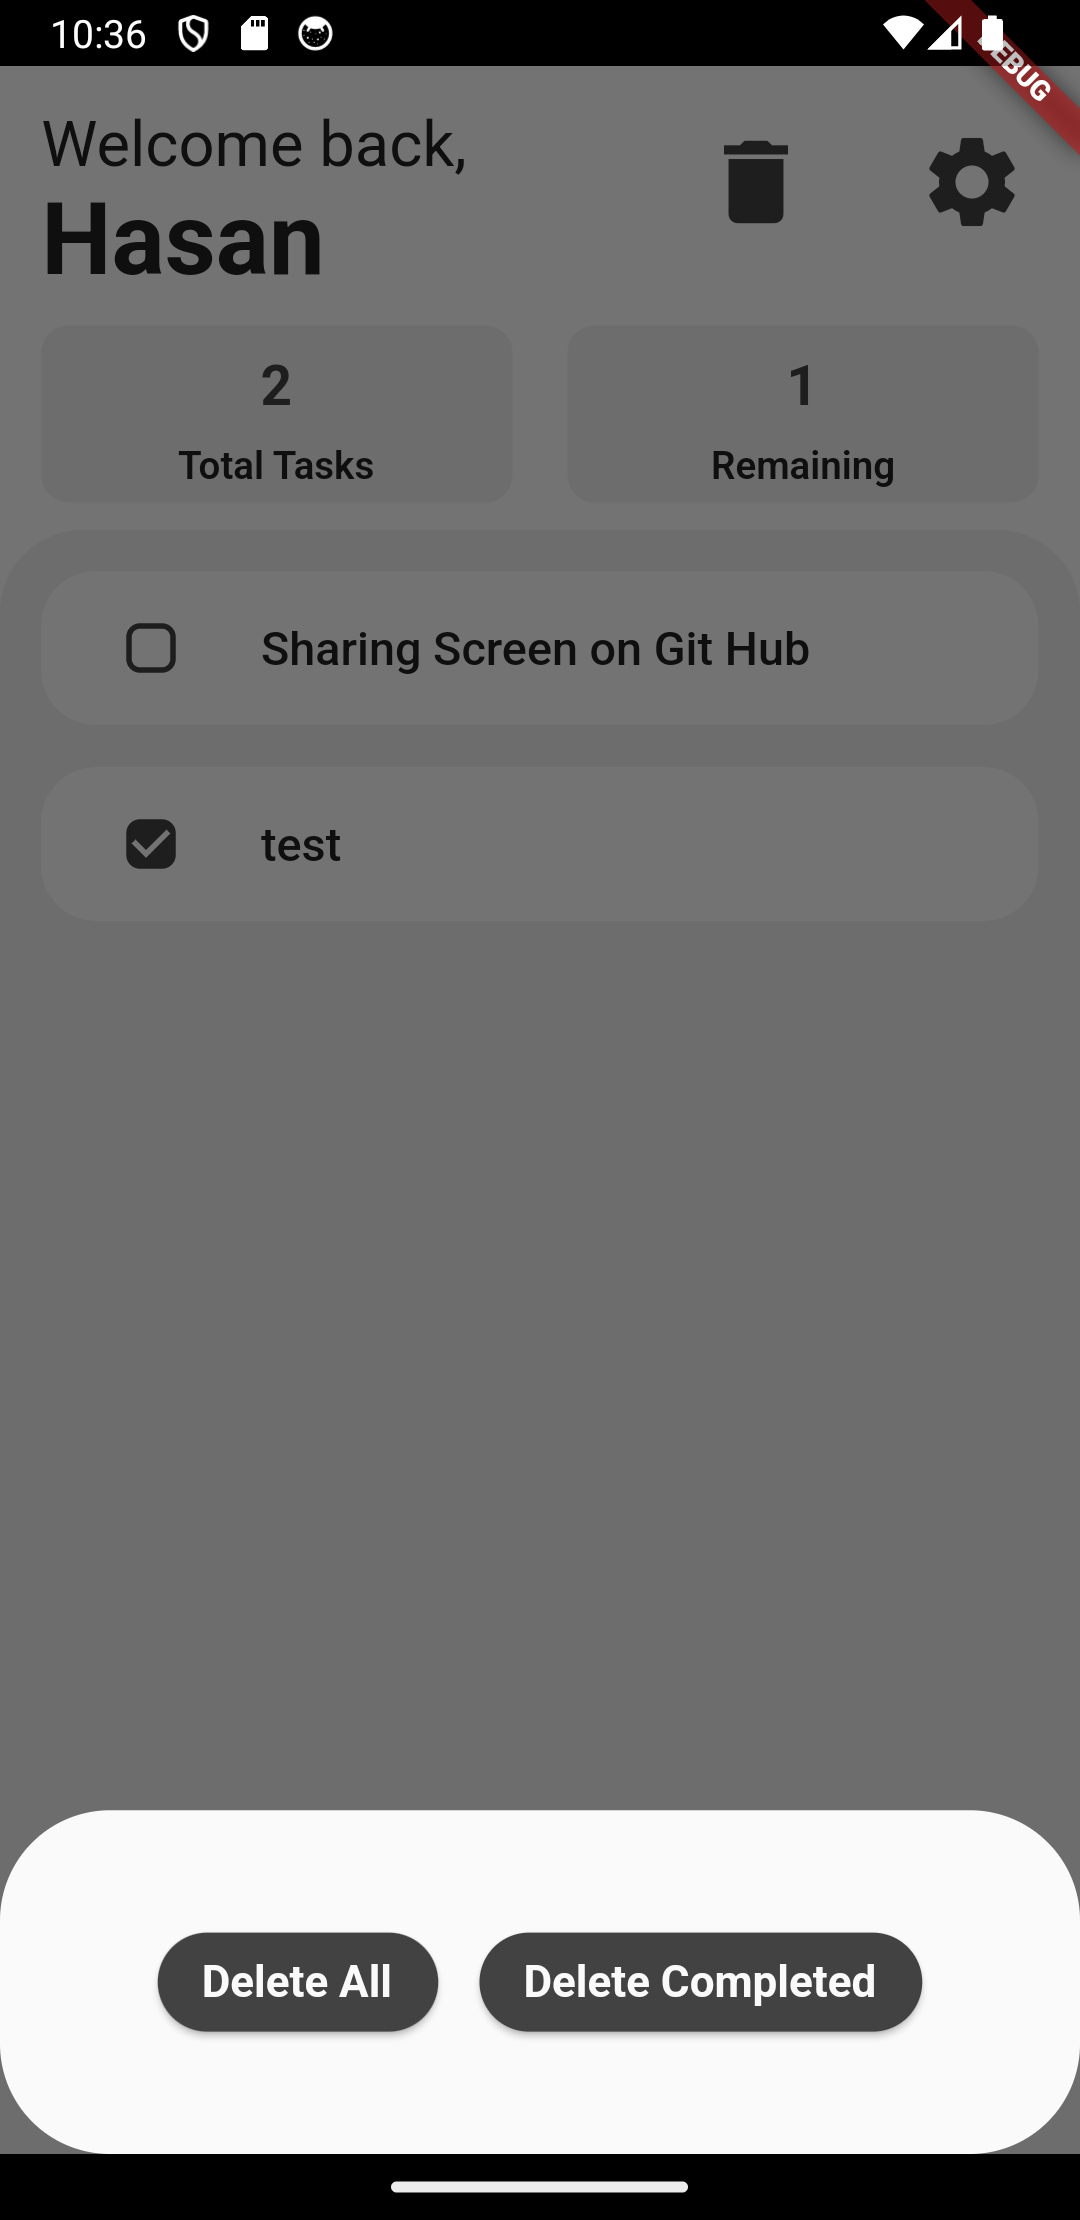 10:36
DEBUG
Welcome back,
Hasan
2
Total Tasks
1
Remaining
Sharing Screen on Git Hub
test
Delete All
Delete Completed